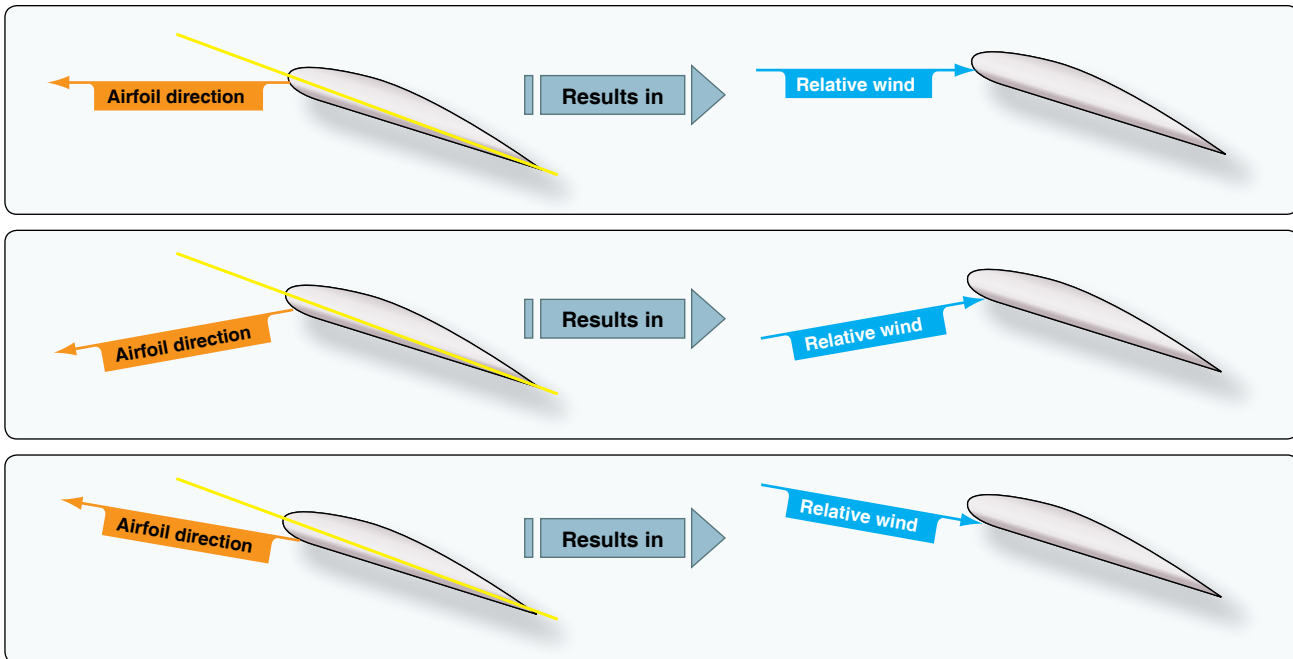 Airfoil direction
Results in
Relative wind
Airfoil direction
Results in
Relative wind
Airfoil direction
Results in
Relative wind